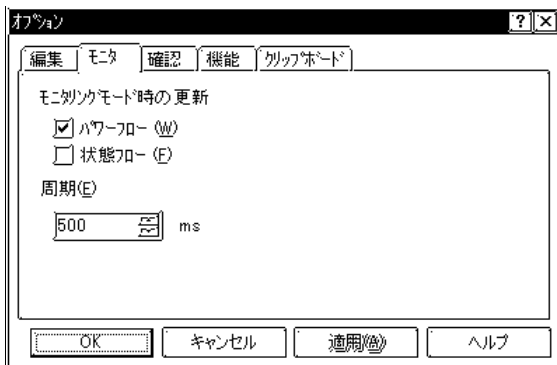 オプション
編集 モニタ 確認 機能 クリップボード
モニタリングモード時の更新
パワーフロー (W)
状態フロー (F)
周期(E)
500 ms
OK キャンセル 適用(A) ヘルプ